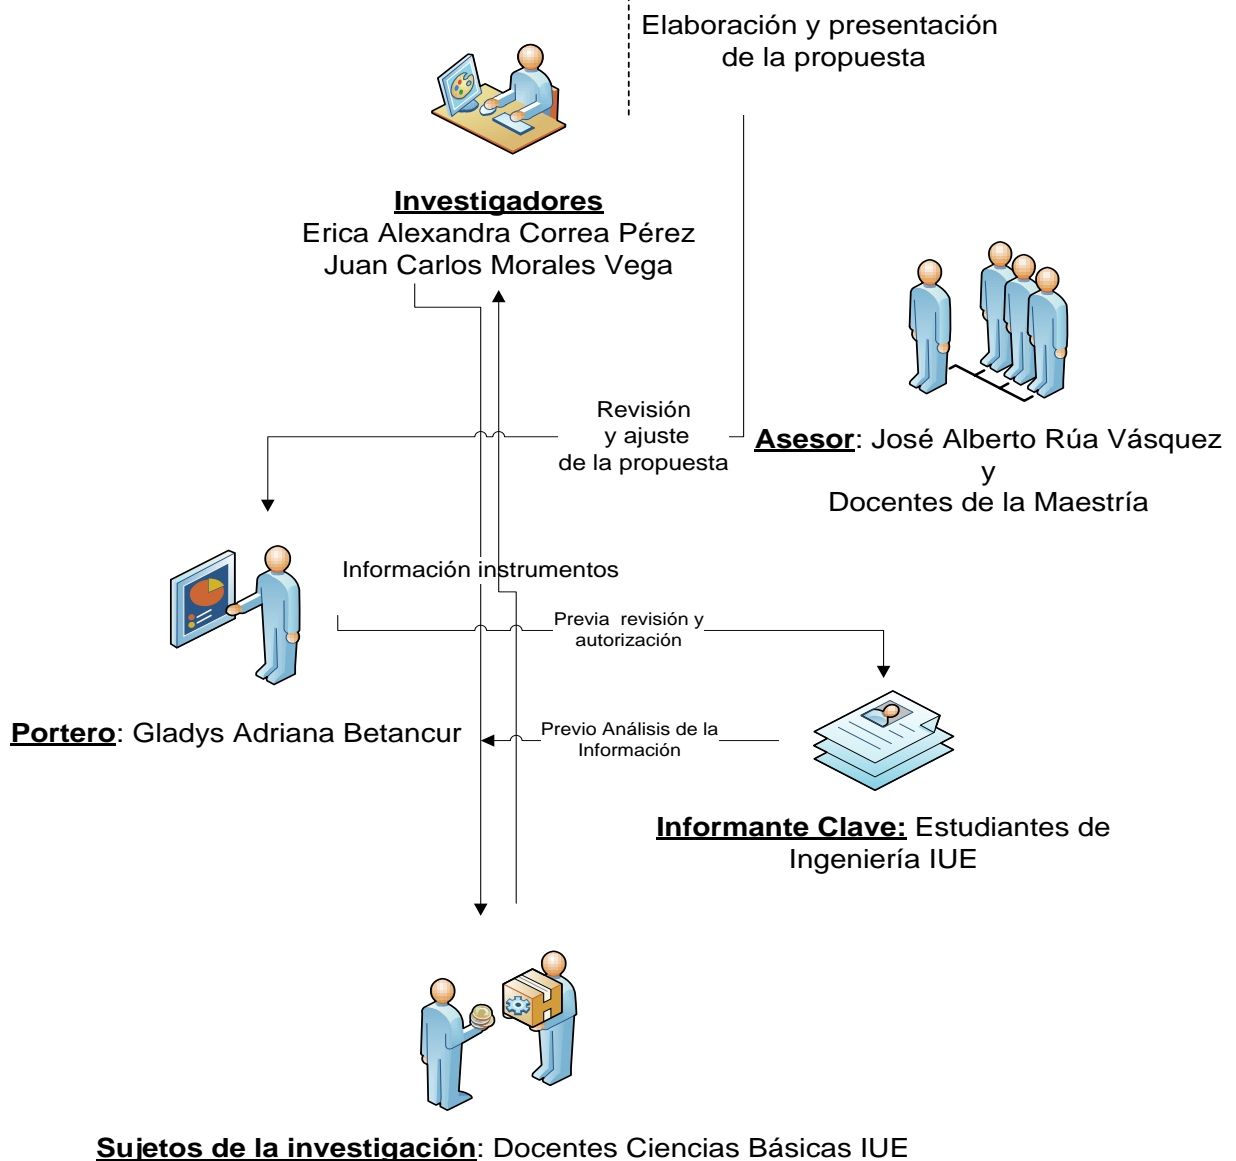 Elaboración y presentación
de la propuesta
Investigadores
Erica Alexandra Correa Pérez
Juan Carlos Morales Vega
Revisión
y ajuste
de la propuesta
Asesor: José Alberto Rúa Vásquez
y
Docentes de la Maestría
Información instrumentos
Previa revisión y
autorización
Portero: Gladys Adriana Betancur
Previo Análisis de la
Información
Informante Clave: Estudiantes de
Ingeniería IUE
Sujetos de la investigación: Docentes Ciencias Básicas IUE